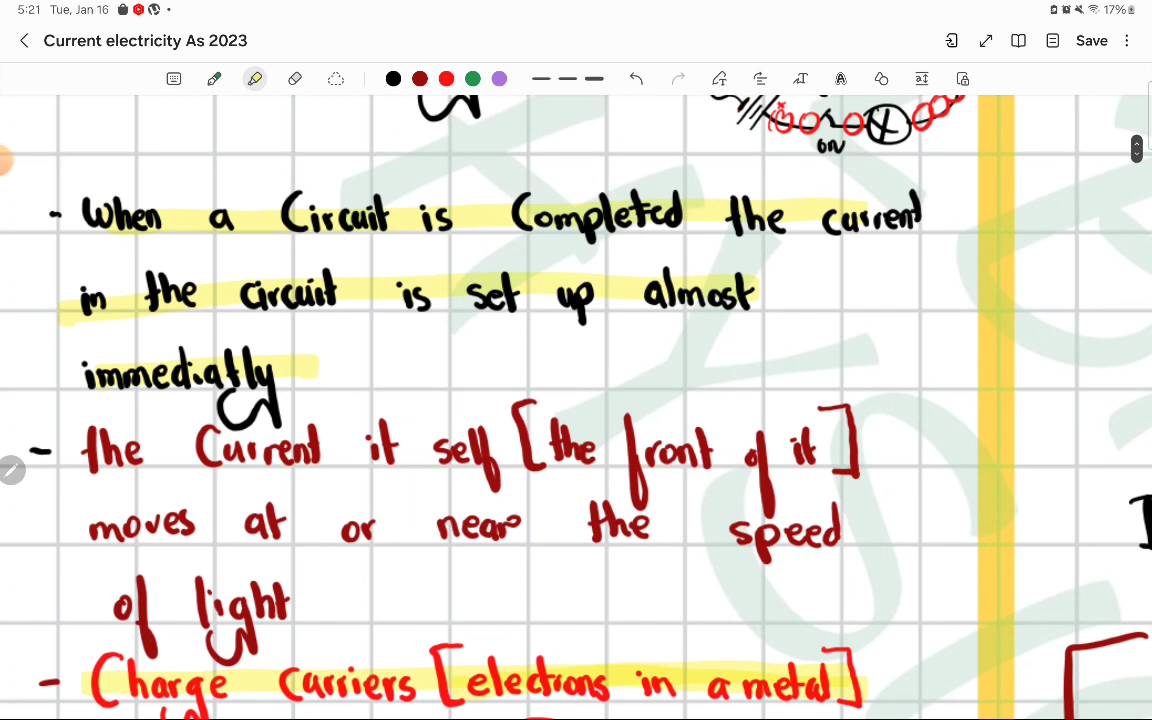 5:21 Tue, Jan 16 17%
Current electricity As 2023 Save
ON
- When a Circuit is Completed the current
in the circuit is set up almost
immediatly
- the Current it self [the front of it]
moves at or near the speed
of light
- Charge Carriers [electrons in a metal]